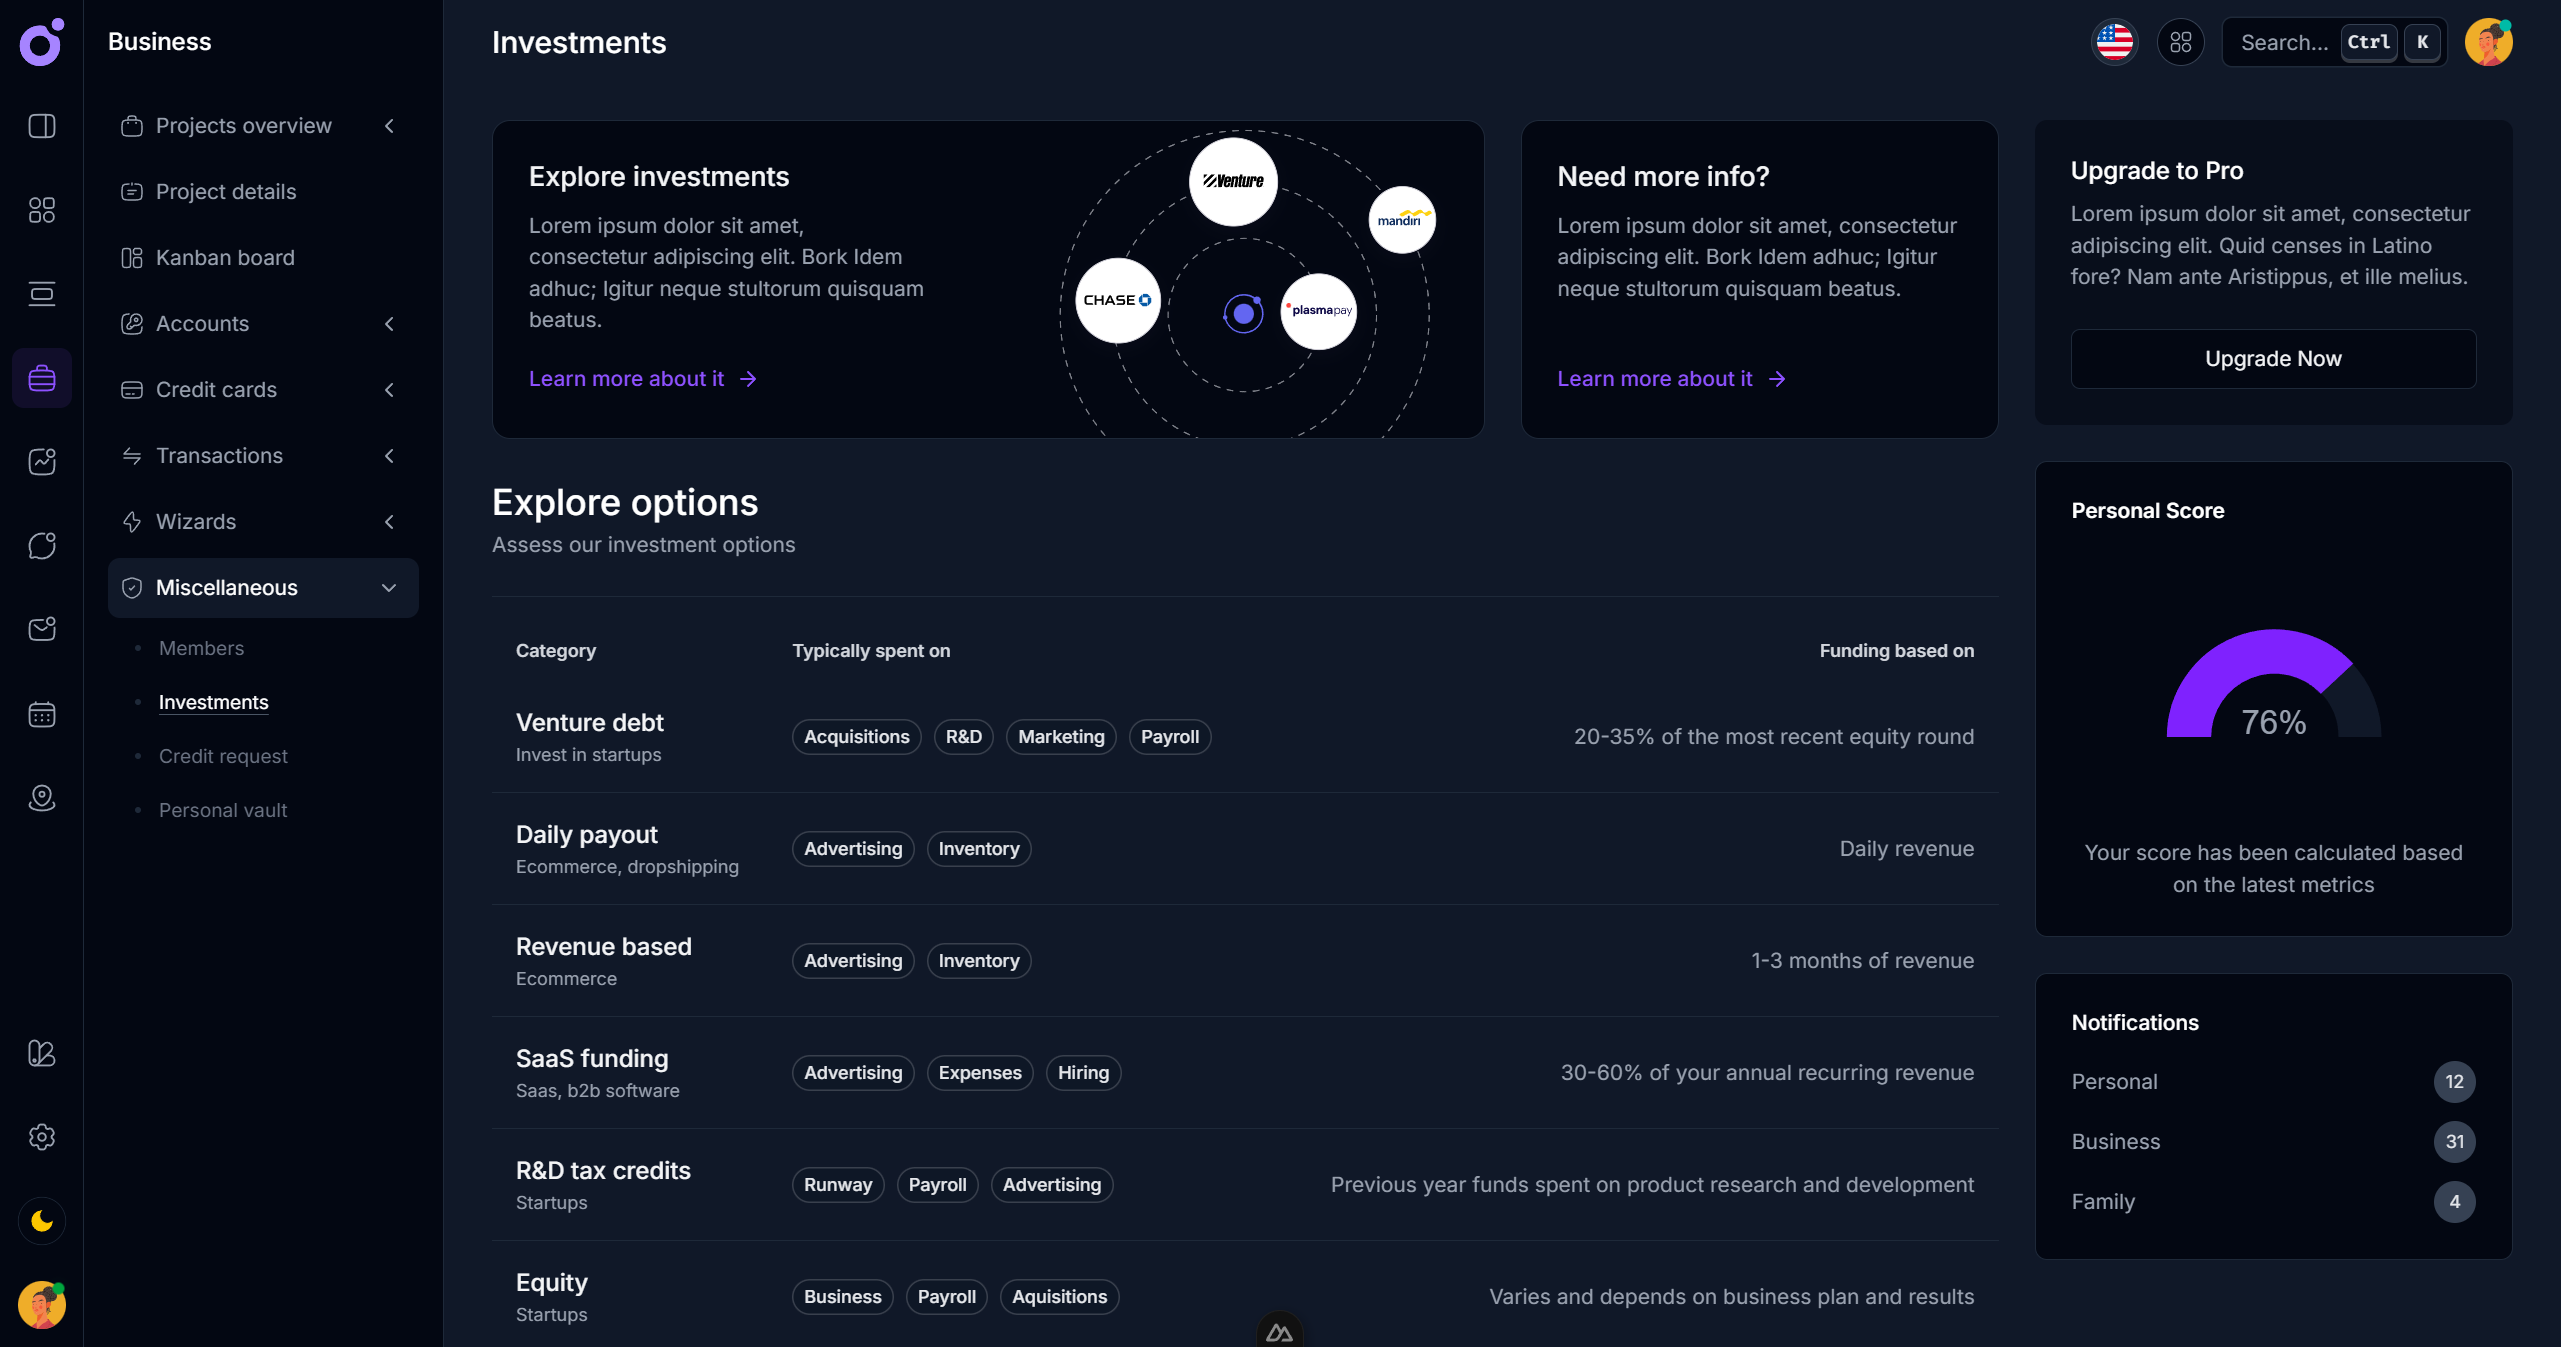 Business
Projects overview
Project details
Kanban board
Accounts
Credit cards
Transactions
Wizards
Miscellaneous
Members
Investments
Credit request
Personal vault
Investments
Search... Ctrl K
Explore investments
Lorem ipsum dolor sit amet,
consectetur adipiscing elit. Bork Idem
adhuc; Igitur neque stultorum quisquam
beatus.
Learn more about it
Venture
mandiri
CHASE
plasmapay
Need more info?
Lorem ipsum dolor sit amet, consectetur
adipiscing elit. Bork Idem adhuc; Igitur
neque stultorum quisquam beatus.
Learn more about it
Upgrade to Pro
Lorem ipsum dolor sit amet, consectetur
adipiscing elit. Quid censes in Latino
fore? Nam ante Aristippus, et ille melius.
Upgrade Now
Explore options
Assess our investment options
Category Typically spent on Funding based on
Venture debt
Invest in startups
Acquisitions R&D Marketing Payroll
20-35% of the most recent equity round
Daily payout
Ecommerce, dropshipping
Advertising Inventory
Daily revenue
Revenue based
Ecommerce
Advertising Inventory
1-3 months of revenue
SaaS funding
Saas, b2b software
Advertising Expenses Hiring
30-60% of your annual recurring revenue
R&D tax credits
Startups
Runway Payroll Advertising
Previous year funds spent on product research and development
Equity
Startups
Business Payroll Aquisitions
Varies and depends on business plan and results
Personal Score
76%
Your score has been calculated based
on the latest metrics
Notifications
Personal 12
Business 31
Family 4